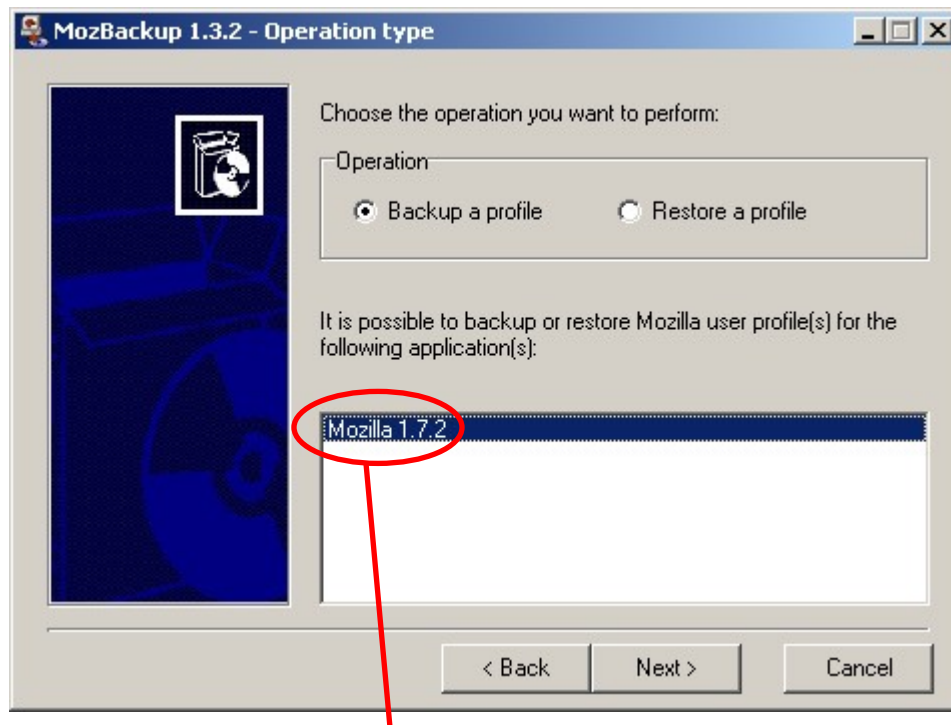 MozBackup 1.3.2 - Operation type
Choose the operation you want to perform:
Operation
Backup a profile
Restore a profile
It is possible to backup or restore Mozilla user profile(s) for the
following application(s):
Mozilla 1.7.2
< Back
Next >
Cancel